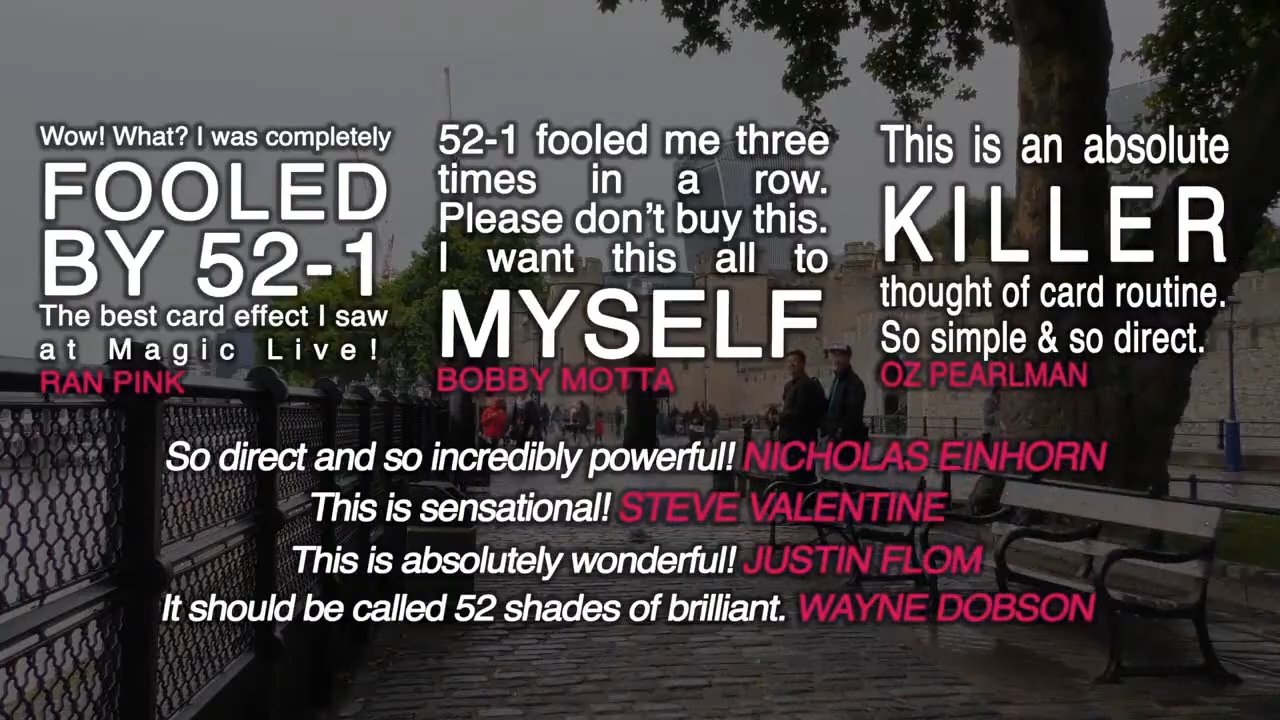 Wow! What? I was completely
FOOLED
BY 52-1
The best card effect I saw
at Magic Live!
RAN PINK
52-1 fooled me three
times in a row.
Please don't buy this.
I want this all to
MYSELF
BOBBY MOTTA
This is an absolute
KILLER
thought of card routine.
So simple & so direct.
OZ PEARLMAN
So direct and so incredibly powerful! NICHOLAS EINHORN
This is sensational! STEVE VALENTINE
This is absolutely wonderful! JUSTIN FLOM
It should be called 52 shades of brilliant. WAYNE DOBSON